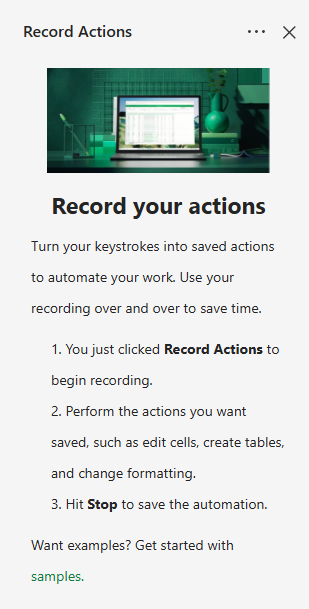 Record Actions
Record your actions
Turn your keystrokes into saved actions
to automate your work. Use your
recording over and over to save time.
1. You just clicked Record Actions to
begin recording.
2. Perform the actions you want
saved, such as edit cells, create tables,
and change formatting.
3. Hit Stop to save the automation.
Want examples? Get started with
samples.